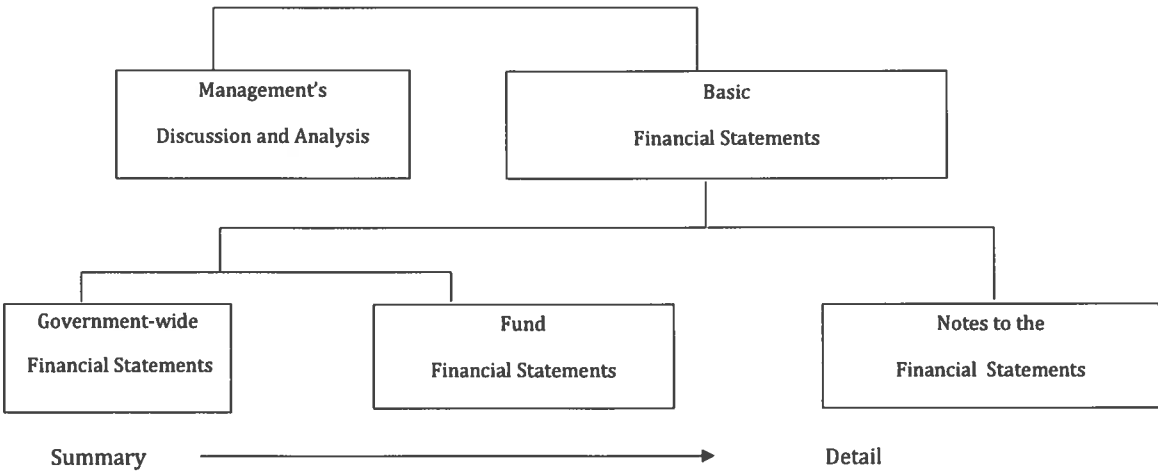 Management's
Discussion and Analysis
Basic
Financial Statements
Government-wide
Financial Statements
Fund
Financial Statements
Notes to the
Financial Statements
Summary
Detail